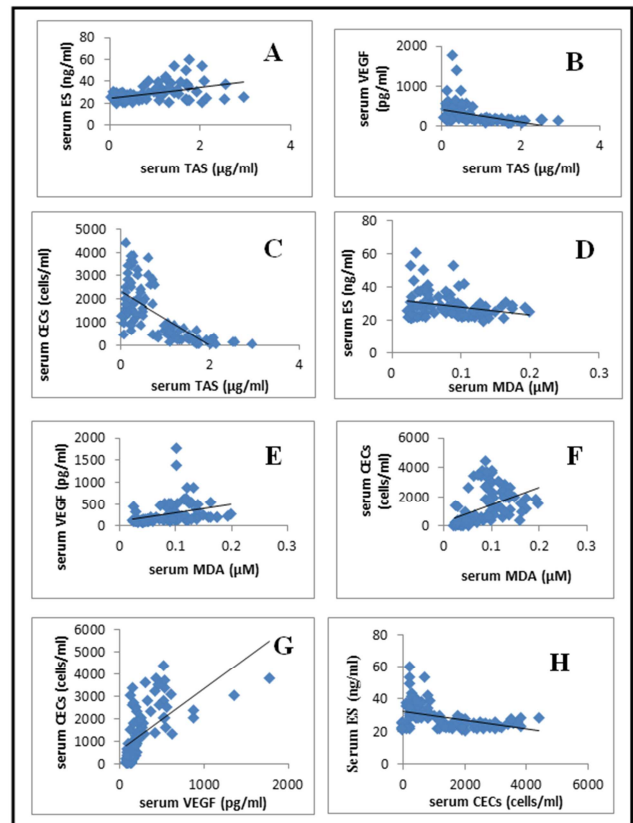 A
serum ES (ng/ml)
80
60
40
20
0
0 2 4
serum TAS (µg/ml)
B
serum VEGF
(pg/ml)
2000
1000
0
0 2 4
serum TAS (µg/ml)
C
serum CECs (cells/ml)
5000
4000
3000
2000
1000
0
0 1 2 3 4
serum TAS (µg/ml)
D
serum ES (ng/ml)
80
60
40
20
0
0 0.1 0.2 0.3
serum MDA (µM)
E
serum VEGF (pg/ml)
2000
1500
1000
500
0
0 0.1 0.2 0.3
serum MDA (µM)
F
serum CECs
(cells/ml)
6000
4000
2000
0
0 0.1 0.2 0.3
serum MDA (µM)
G
serum CECs (cells/ml)
6000
5000
4000
3000
2000
1000
0
0 1000 2000
serum VEGF (pg/ml)
H
Serum ES (ng/ml)
80
60
40
20
0
0 2000 4000 6000
serum CECs (cells/ml)